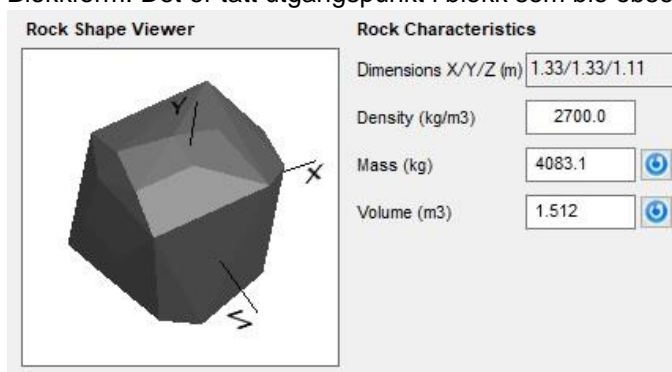 Rock Shape Viewer
Rock Characteristics
Y
X
Z
Dimensions X/Y/Z (m) 1.33/1.33/1.11
Density (kg/m3) 2700.0
Mass (kg) 4083.1
Volume (m3) 1.512